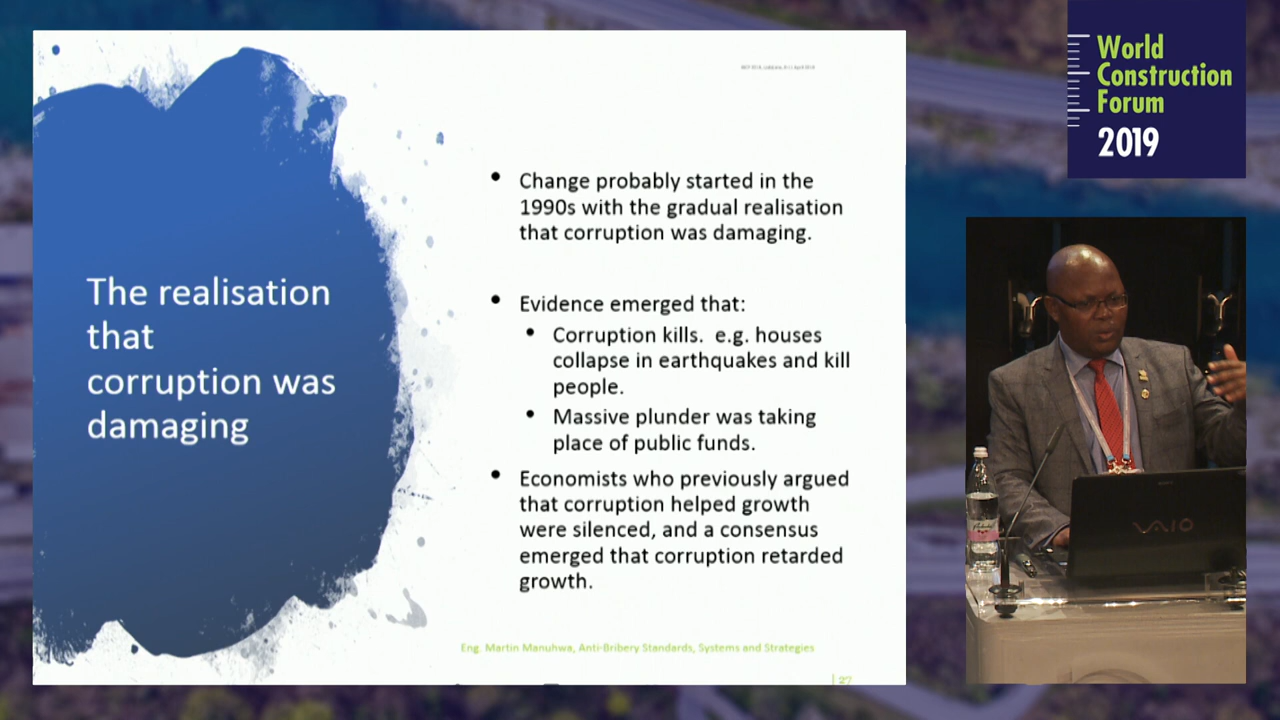 World
Construction
Forum
2019
The realisation
that
corruption was
damaging
• Change probably started in the
1990s with the gradual realisation
that corruption was damaging.
• Evidence emerged that:
• Corruption kills. e.g. houses
collapse in earthquakes and kill
people.
• Massive plunder was taking
place of public funds.
• Economists who previously argued
that corruption helped growth
were silenced, and a consensus
emerged that corruption retarded
growth.
Eng. Martin Manuhwa, Anti-Bribery Standards, Systems and Strategies
| 27
VAIO